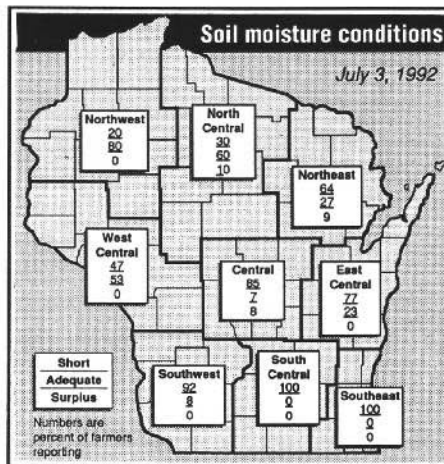 Soil moisture conditions
July 3, 1992
Northwest
20
80
0
North
Central
30
60
10
Northeast
64
27
9
West
Central
47
53
0
Central
85
7
8
East
Central
77
23
0
Short
Adequate
Surplus
Numbers are
percent of farmers
reporting
Southwest
92
8
0
South
Central
100
0
0
Southeast
100
0
0